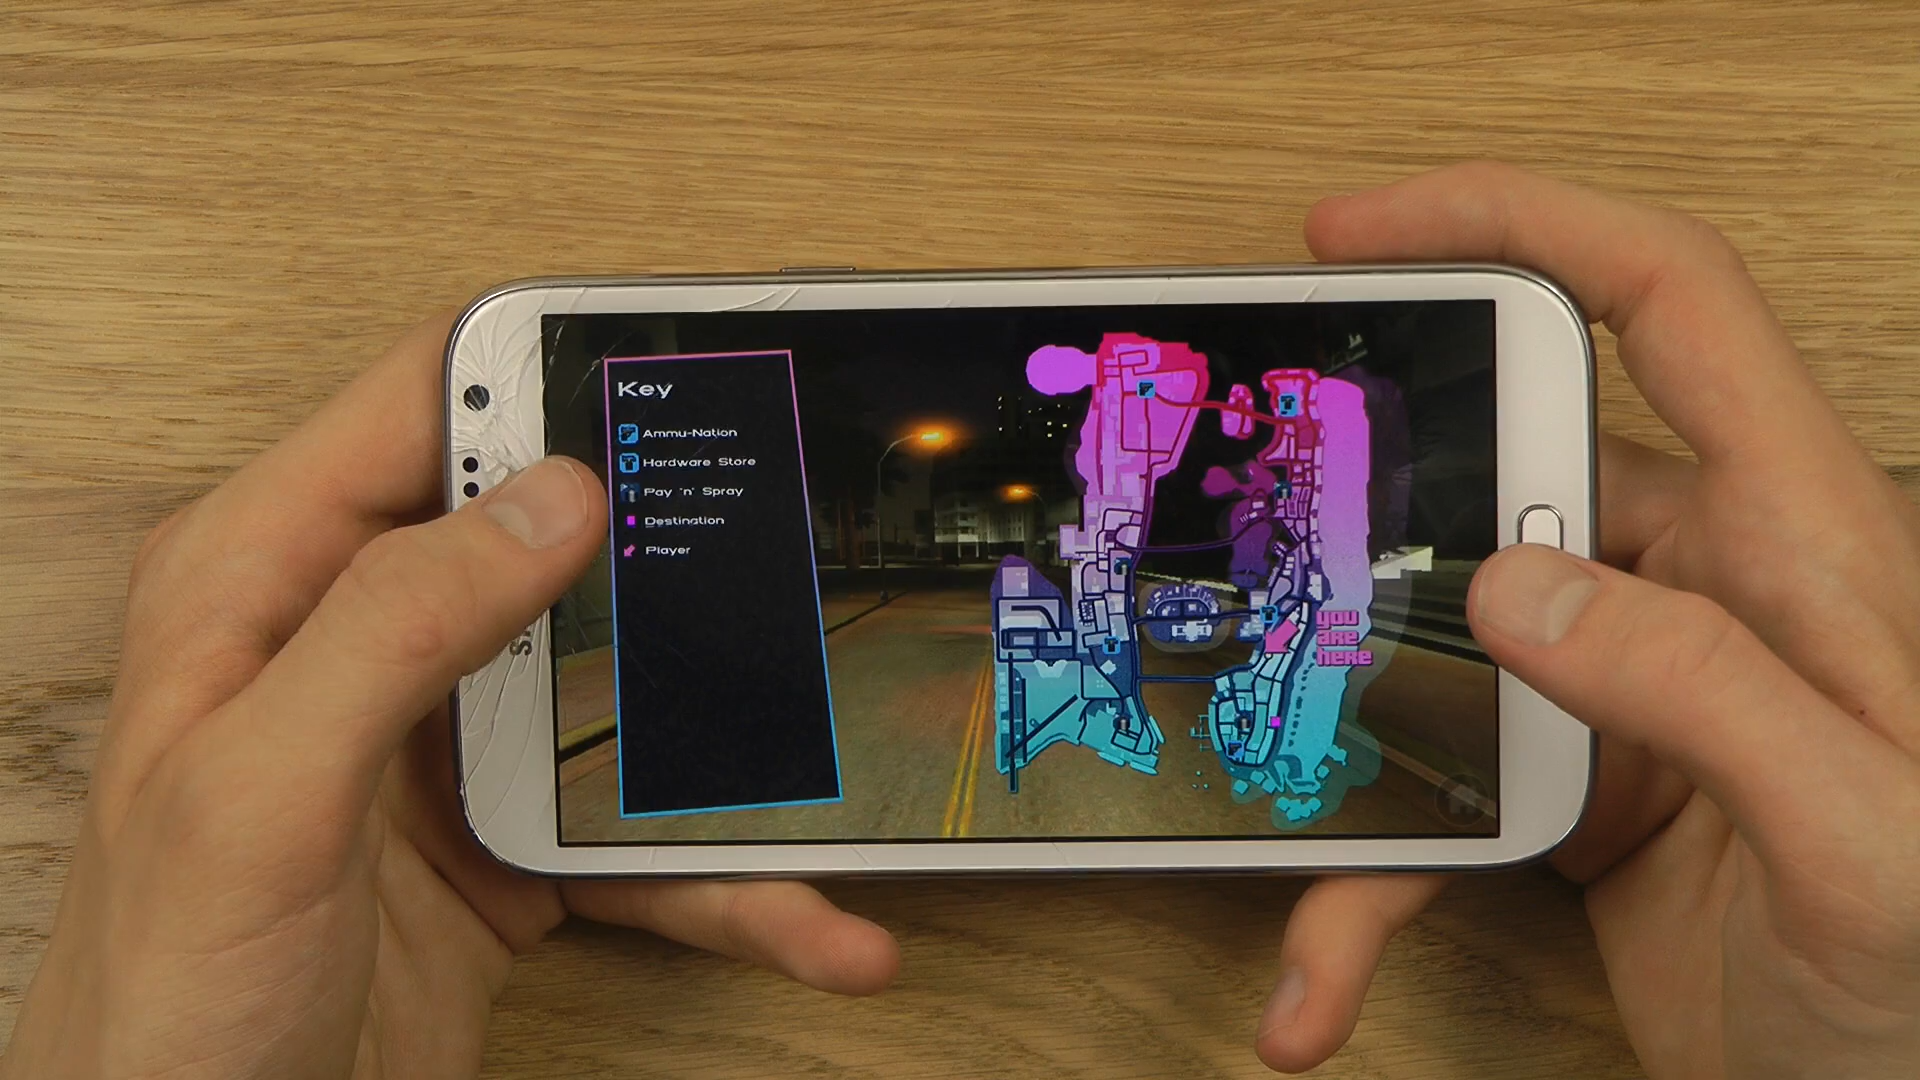 Key
Ammu-Nation
Hardware Store
Pay 'n' Spray
Destination
Player
you
are
here